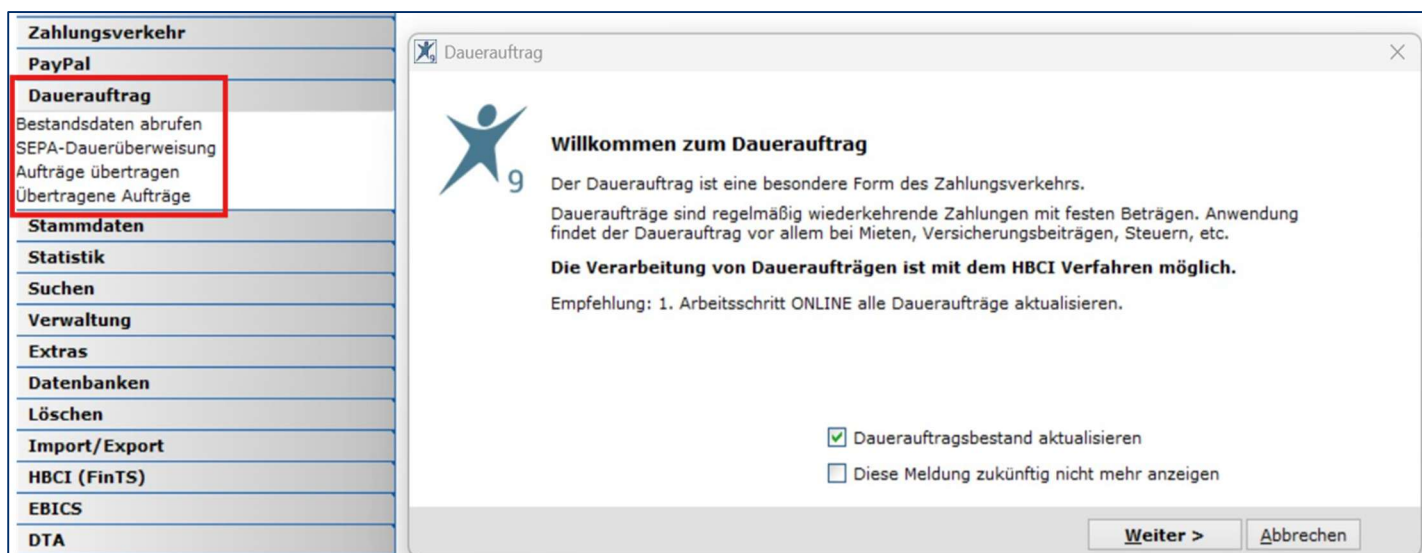 Zahlungsverkehr
PayPal
Dauerauftrag
Bestandsdaten abrufen
SEPA-Dauerüberweisung
Aufträge übertragen
Übertragene Aufträge
Stammdaten
Statistik
Suchen
Verwaltung
Extras
Datenbanken
Löschen
Import/Export
HBCI (FinTS)
EBICS
DTA
9 Dauerauftrag
9
Willkommen zum Dauerauftrag
Der Dauerauftrag ist eine besondere Form des Zahlungsverkehrs.
Daueraufträge sind regelmäßig wiederkehrende Zahlungen mit festen Beträgen. Anwendung
findet der Dauerauftrag vor allem bei Mieten, Versicherungsbeiträgen, Steuern, etc.
Die Verarbeitung von Daueraufträgen ist mit dem HBCI Verfahren möglich.
Empfehlung: 1. Arbeitsschritt ONLINE alle Daueraufträge aktualisieren.
Dauerauftragsbestand aktualisieren
Diese Meldung zukünftig nicht mehr anzeigen
Weiter > Abbrechen